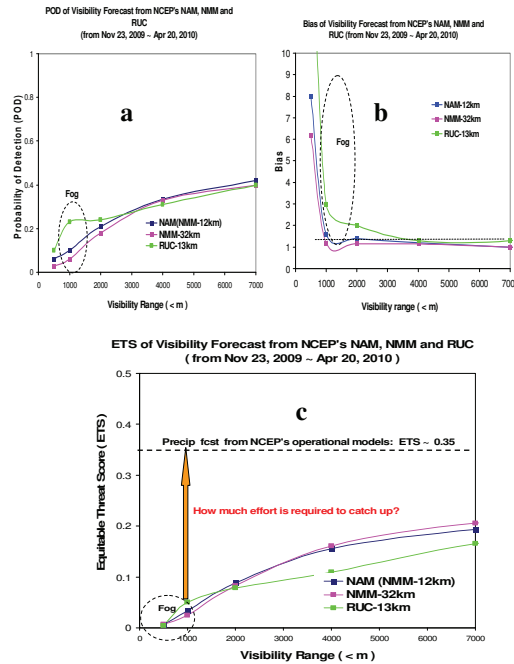 POD of Visibility Forecast from NCEP's NAM, NMM and
RUC
(from Nov 23, 2009 ~ Apr 20, 2010)
Probability of Detection (POD)
1
0.8
0.6
0.4
0.2
0
a
Fog
NAM(NMM-12km)
NMM-32km
RUC-13km
0 1000 2000 3000 4000 5000 6000 7000
Visibility Range ( < m )
Bias of Visibility Forecast from NCEP's NAM, NMM and
RUC (from Nov 23, 2009 ~ Apr 20, 2010)
Bias
10
9
8
7
6
5
4
3
2
1
0
b
Fog
NAM-12km
NMM-32km
RUC-13km
0 1000 2000 3000 4000 5000 6000 7000
Visibility range ( < m)
ETS of Visibility Forecast from NCEP's NAM, NMM and RUC
( from Nov 23, 2009 ~ Apr 20, 2010 )
Equitable Threat Score ( ETS )
0.5
0.4
0.3
0.2
0.1
0
c
Precip fcst from NCEP's operational models: ETS ~ 0.35
How much effort is required to catch up?
Fog
NAM (NMM-12km)
NMM-32km
RUC-13km
0 1000 2000 3000 4000 5000 6000 7000
Visibility Range ( < m )